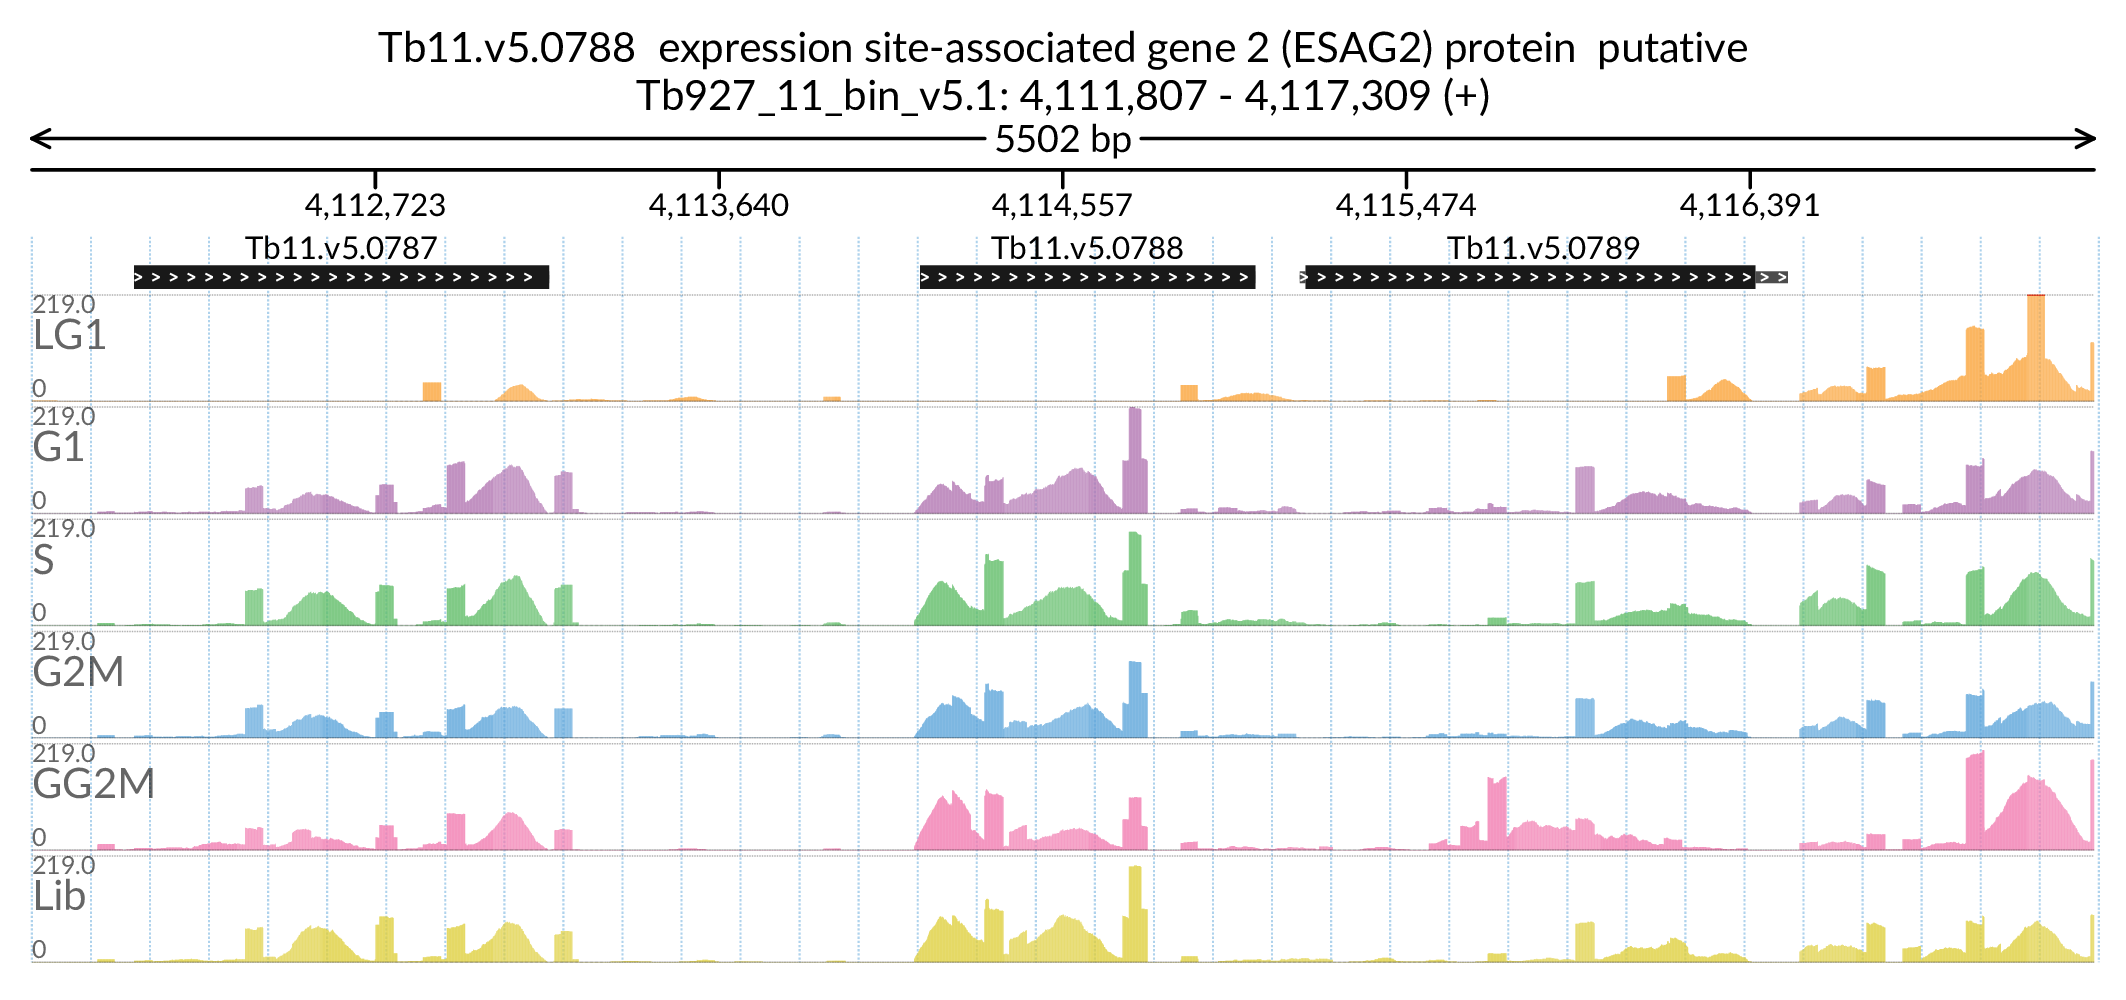 Tb11.v5.0788 expression site-associated gene 2 (ESAG2) protein putative
Tb927_11_bin_v5.1: 4,111,807 - 4,117,309 (+)
5502 bp
4,112,723 4,113,640 4,114,557 4,115,474 4,116,391
Tb11.v5.0787 Tb11.v5.0788 Tb11.v5.0789
219.0
LG1
0
219.0
G1
0
219.0
S
0
219.0
G2M
0
219.0
GG2M
0
219.0
Lib
0